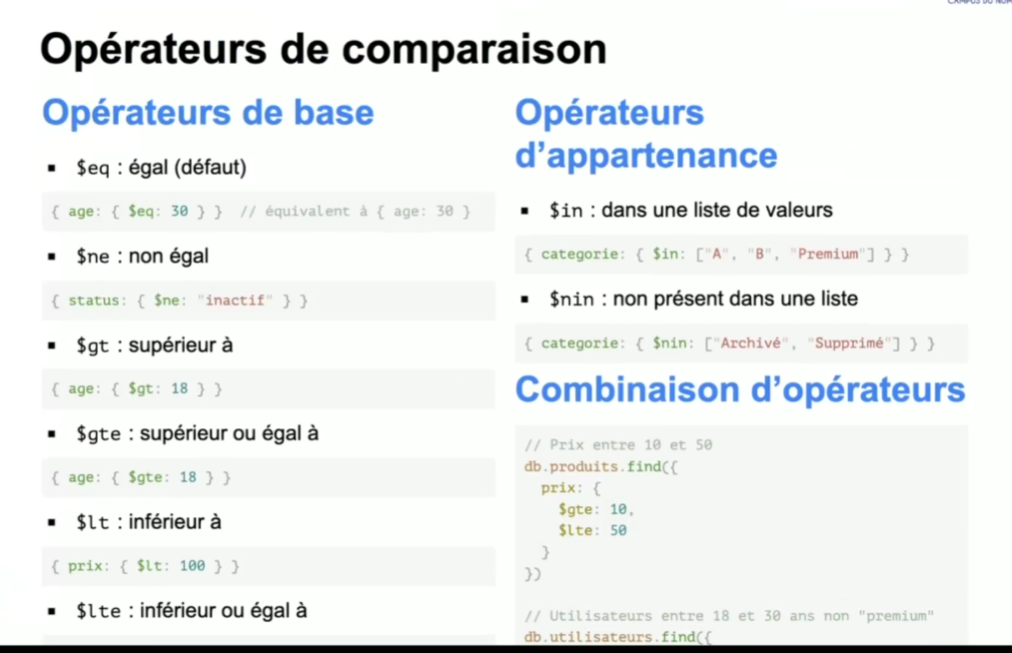 CAMPUS DU NUM
Opérateurs de comparaison
Opérateurs de base
▪ $eq : égal (défaut)
{ age: { $eq: 30 } }  // équivalent à { age: 30 }
▪ $ne : non égal
{ status: { $ne: "inactif" } }
▪ $gt : supérieur à
{ age: { $gt: 18 } }
▪ $gte : supérieur ou égal à
{ age: { $gte: 18 } }
▪ $lt : inférieur à
{ prix: { $lt: 100 } }
▪ $lte : inférieur ou égal à
Opérateurs
d’appartenance
▪ $in : dans une liste de valeurs
{ categorie: { $in: ["A", "B", "Premium"] } }
▪ $nin : non présent dans une liste
{ categorie: { $nin: ["Archivé", "Supprimé"] } }
Combinaison d’opérateurs
// Prix entre 10 et 50
db.produits.find({
  prix: {
    $gte: 10,
    $lte: 50
  }
})
// Utilisateurs entre 18 et 30 ans non "premium"
db.utilisateurs.find({